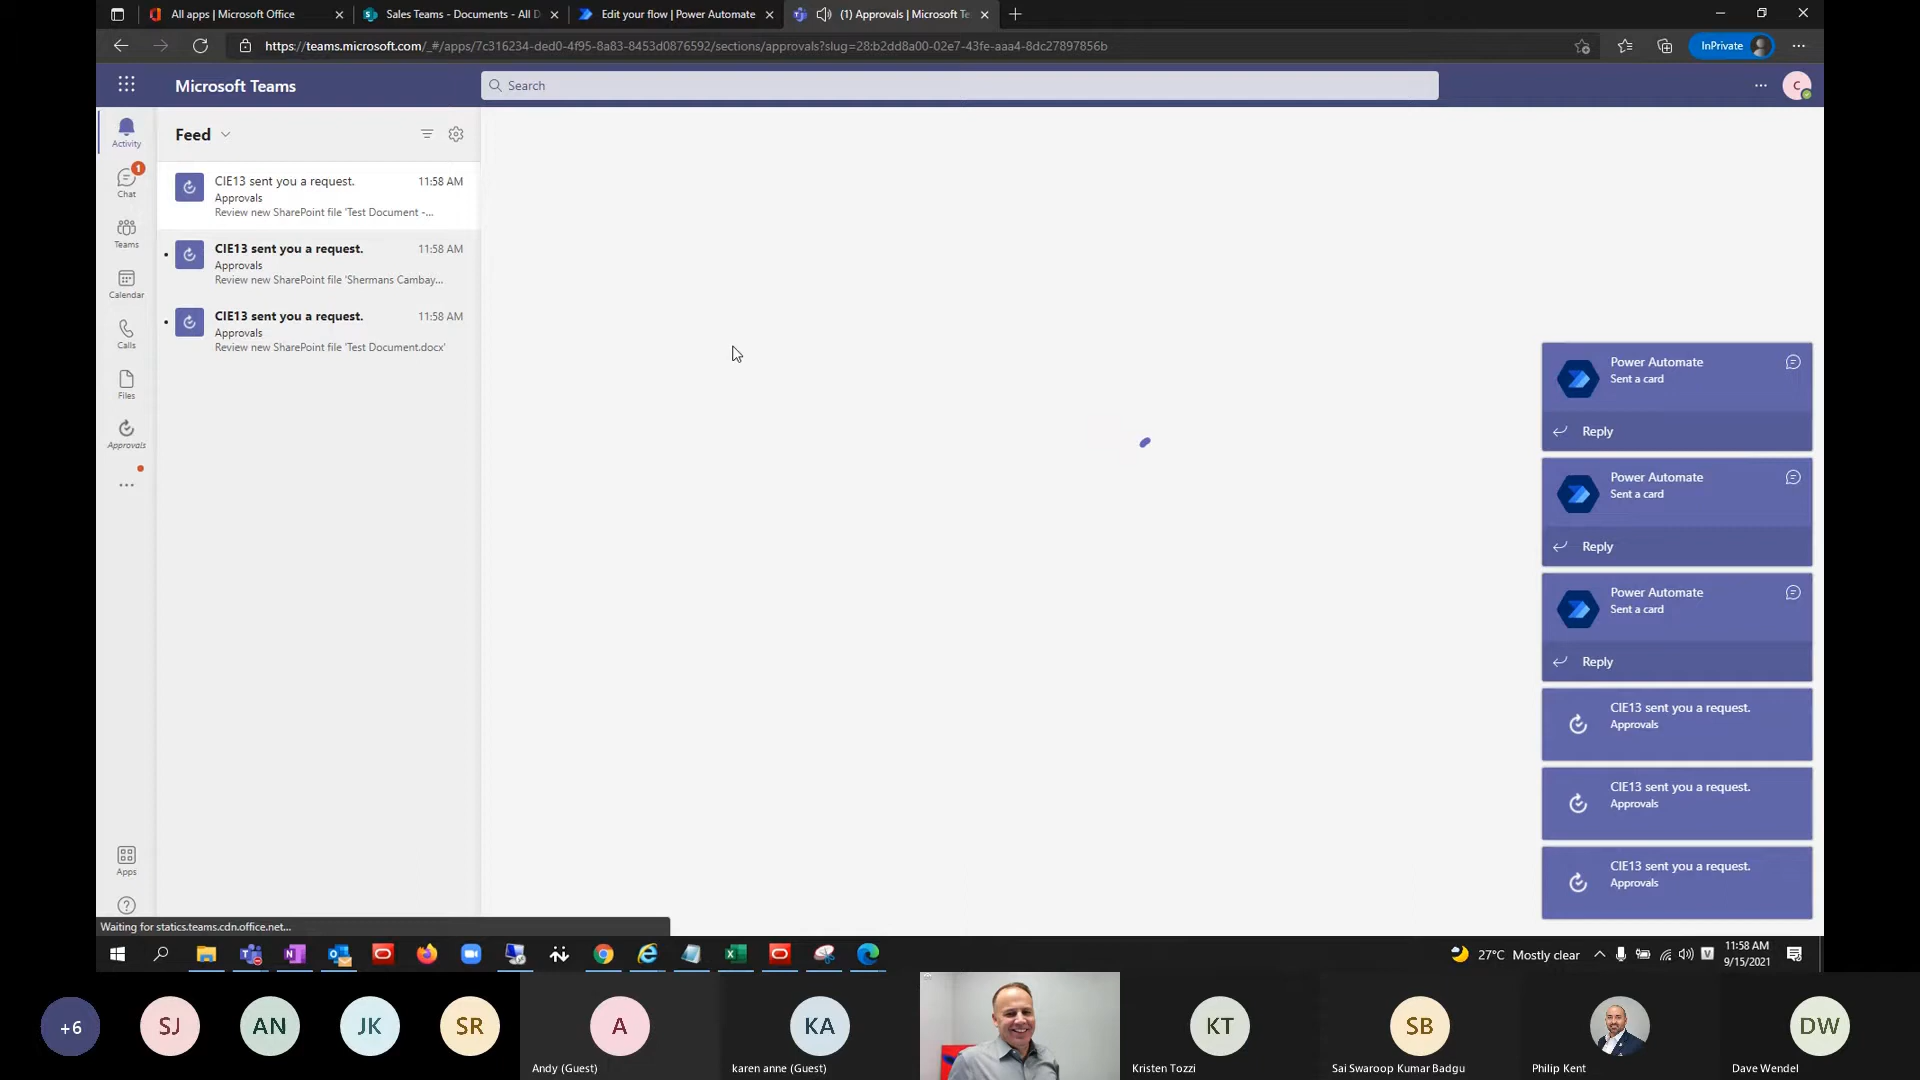 All apps | Microsoft Office
Sales Teams - Documents - All D
Edit your flow | Power Automate
(1) Approvals | Microsoft Te
https://teams.microsoft.com/_#/apps/7c316234-ded0-4f95-8a83-8453d0876592/sections/approvals?slug=28:b2dd8a00-02e7-43fe-aaa4-8dc27897856b
InPrivate
Microsoft Teams
Search
C
Activity
1
Chat
Teams
Calendar
Calls
Files
Approvals
Apps
Feed
CIE13 sent you a request.
11:58 AM
Approvals
Review new SharePoint file 'Test Document -...
CIE13 sent you a request.
11:58 AM
Approvals
Review new SharePoint file 'Shermans Cambay...
CIE13 sent you a request.
11:58 AM
Approvals
Review new SharePoint file 'Test Document.docx'
Power Automate
Sent a card
Reply
Power Automate
Sent a card
Reply
Power Automate
Sent a card
Reply
CIE13 sent you a request.
Approvals
CIE13 sent you a request.
Approvals
CIE13 sent you a request.
Approvals
Waiting for statics.teams.cdn.office.net...
27°C Mostly clear
V
11:58 AM
9/15/2021
+6
SJ
AN
JK
SR
A
Andy (Guest)
KA
karen anne (Guest)
KT
Kristen Tozzi
SB
Sai Swaroop Kumar Badgu
Philip Kent
DW
Dave Wendel